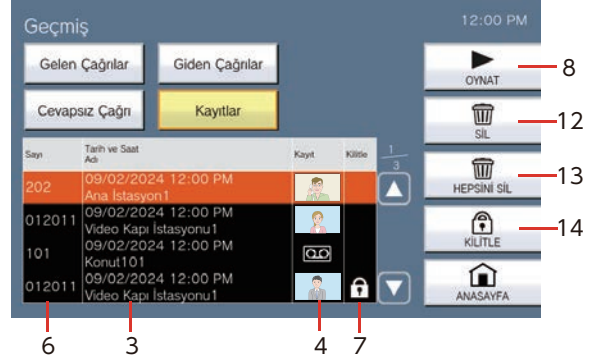 Geçmiş
12:00 PM
Gelen Çağrılar
Giden Çağrılar
Cevapsız Çağrı
Kayıtlar
Sayı
Tarih ve Saat
Adı
Kayıt
Kilitle
1
3
202
09/02/2024 12:00 PM
Ana İstasyon1
012011
09/02/2024 12:00 PM
Video Kapı İstasyonu1
101
09/02/2024 12:00 PM
Konut101
012011
09/02/2024 12:00 PM
Video Kapı İstasyonu1
OYNAT
SİL
HEPSİNİ SİL
KİLİTLE
ANASAYFA
8
12
13
14
6
3
4
7